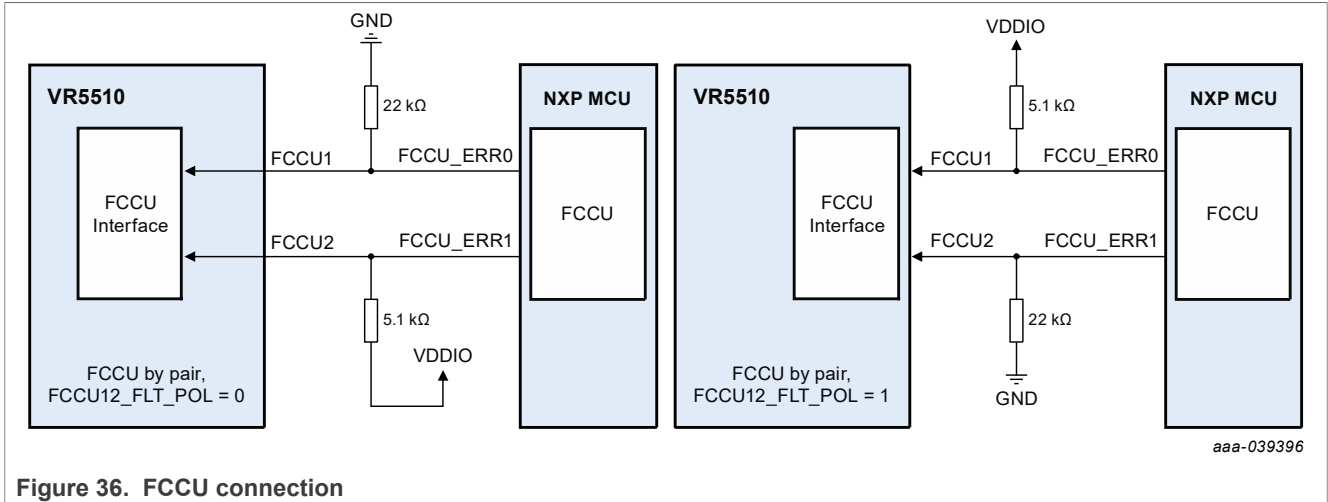 GND
22 kΩ
VR5510
NXP MCU
FCCU1
FCCU_ERR0
FCCU
Interface
FCCU
FCCU2
FCCU_ERR1
5.1 kΩ
VDDIO
FCCU by pair,
FCCU12_FLT_POL = 0
VDDIO
5.1 kΩ
VR5510
NXP MCU
FCCU1
FCCU_ERR0
FCCU
Interface
FCCU
FCCU2
FCCU_ERR1
22 kΩ
GND
FCCU by pair,
FCCU12_FLT_POL = 1
aaa-039396
Figure 36. FCCU connection